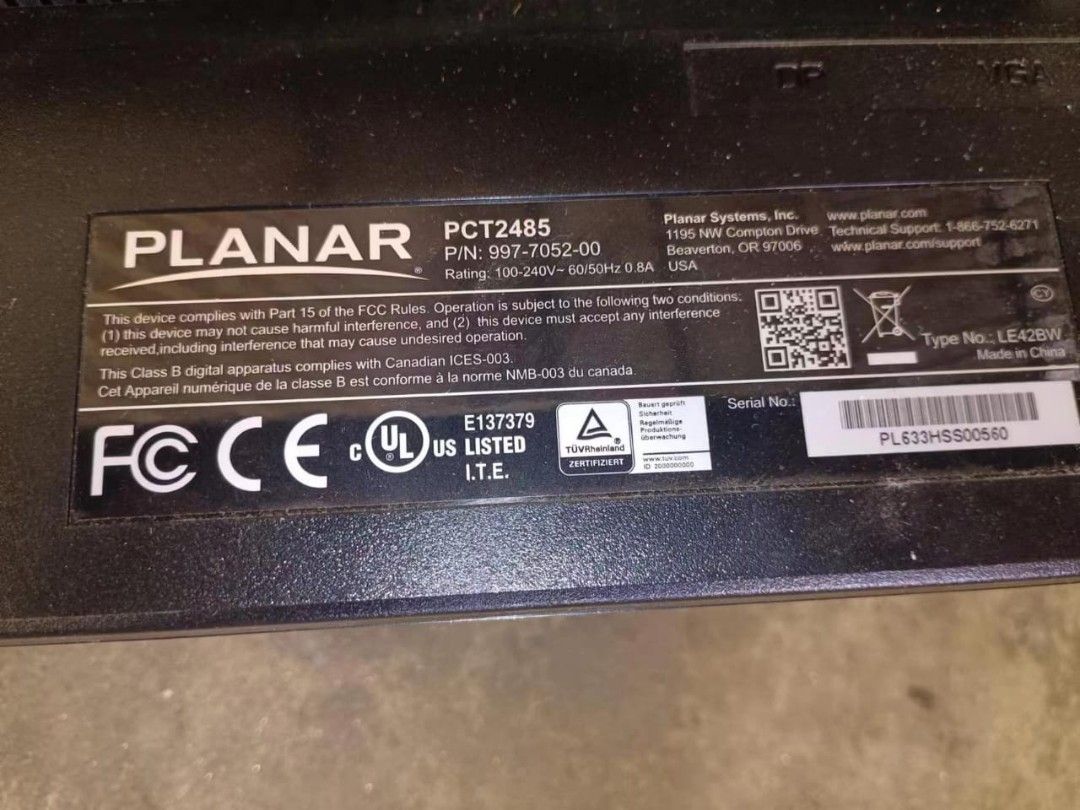 DP VGA
PLANAR®
PCT2485
P/N: 997-7052-00
Rating: 100-240V~ 60/50Hz 0.8A
Planar Systems, Inc.
1195 NW Compton Drive
Beaverton, OR 97006
USA
www.planar.com
Technical Support: 1-866-752-6271
www.planar.com/support
This device complies with Part 15 of the FCC Rules. Operation is subject to the following two conditions:
(1) this device may not cause harmful interference, and (2) this device must accept any interference
received,including interference that may cause undesired operation.
This Class B digital apparatus complies with Canadian ICES-003.
Cet Appareil numérique de la classe B est conforme à la norme NMB-003 du canada.
Type No.: LE42BW
Made in China
FC CE
C UL® US LISTED
E137379
I.T.E.
TÜVRheinland®
ZERTIFIZIERT
Bauart geprüft
Sicherheit
Regelmäßige
Produktions-
überwachung
www.tuv.com
ID 2000000000
Serial No.:
PL633HSS00560